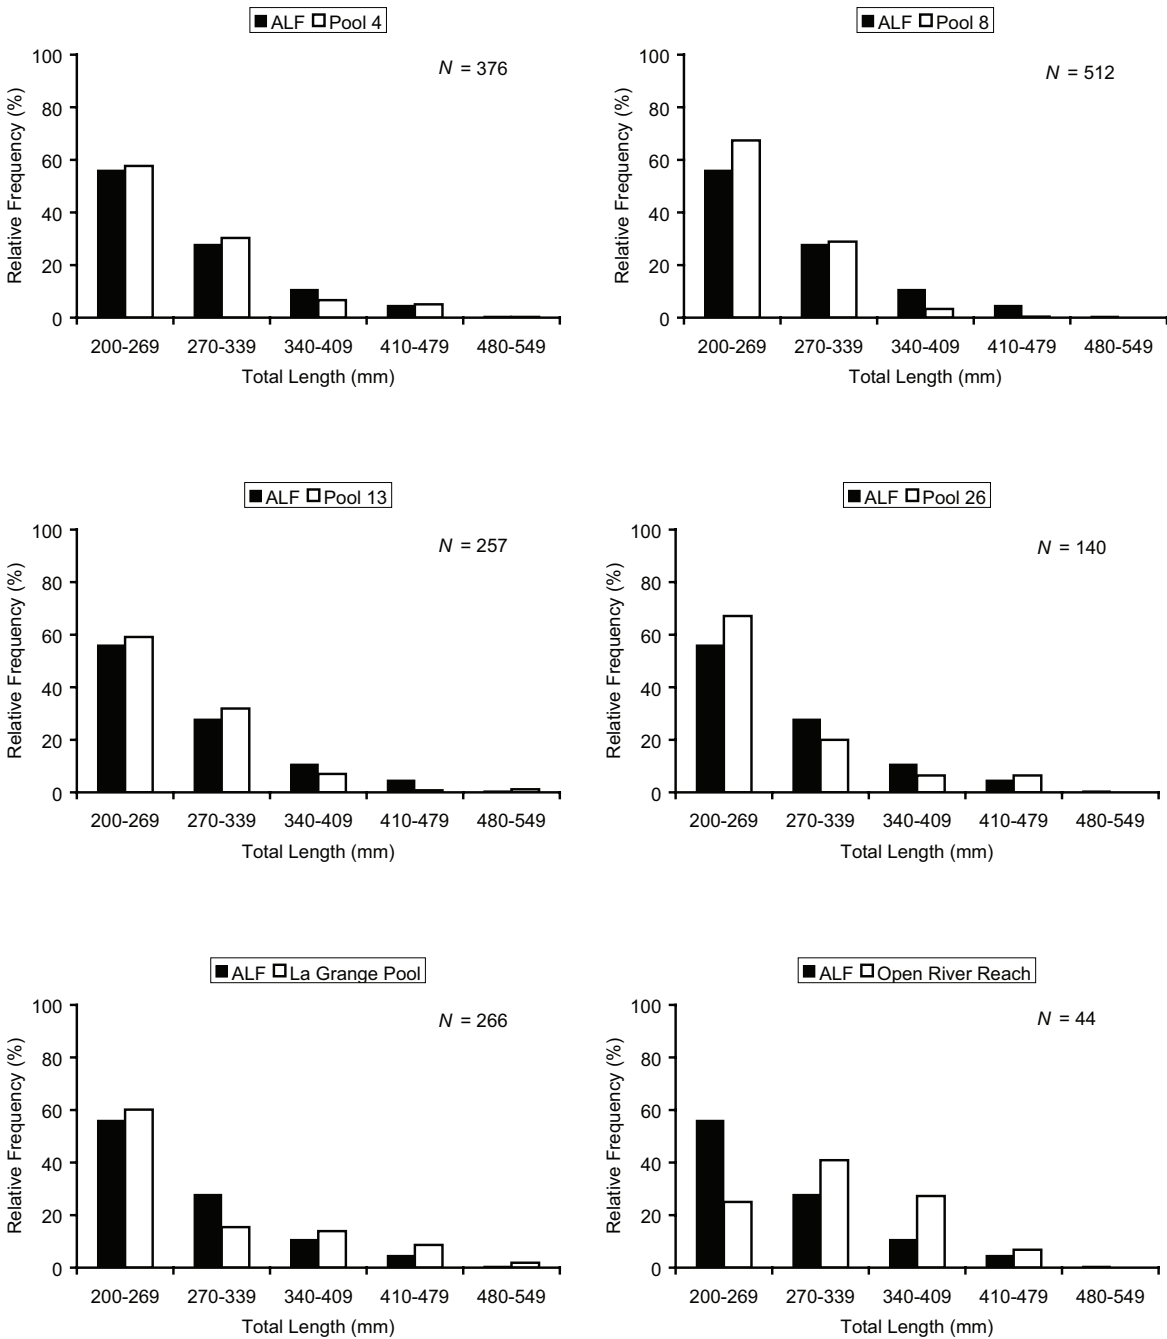 ALF Pool 4
N = 376
Relative Frequency (%)
100
80
60
40
20
0
200-269 270-339 340-409 410-479 480-549
Total Length (mm)
ALF Pool 8
N = 512
Relative Frequency (%)
100
80
60
40
20
0
200-269 270-339 340-409 410-479 480-549
Total Length (mm)
ALF Pool 13
N = 257
Relative Frequency (%)
100
80
60
40
20
0
200-269 270-339 340-409 410-479 480-549
Total Length (mm)
ALF Pool 26
N = 140
Relative Frequency (%)
100
80
60
40
20
0
200-269 270-339 340-409 410-479 480-549
Total Length (mm)
ALF La Grange Pool
N = 266
Relative Frequency (%)
100
80
60
40
20
0
200-269 270-339 340-409 410-479 480-549
Total Length (mm)
ALF Open River Reach
N = 44
Relative Frequency (%)
100
80
60
40
20
0
200-269 270-339 340-409 410-479 480-549
Total Length (mm)